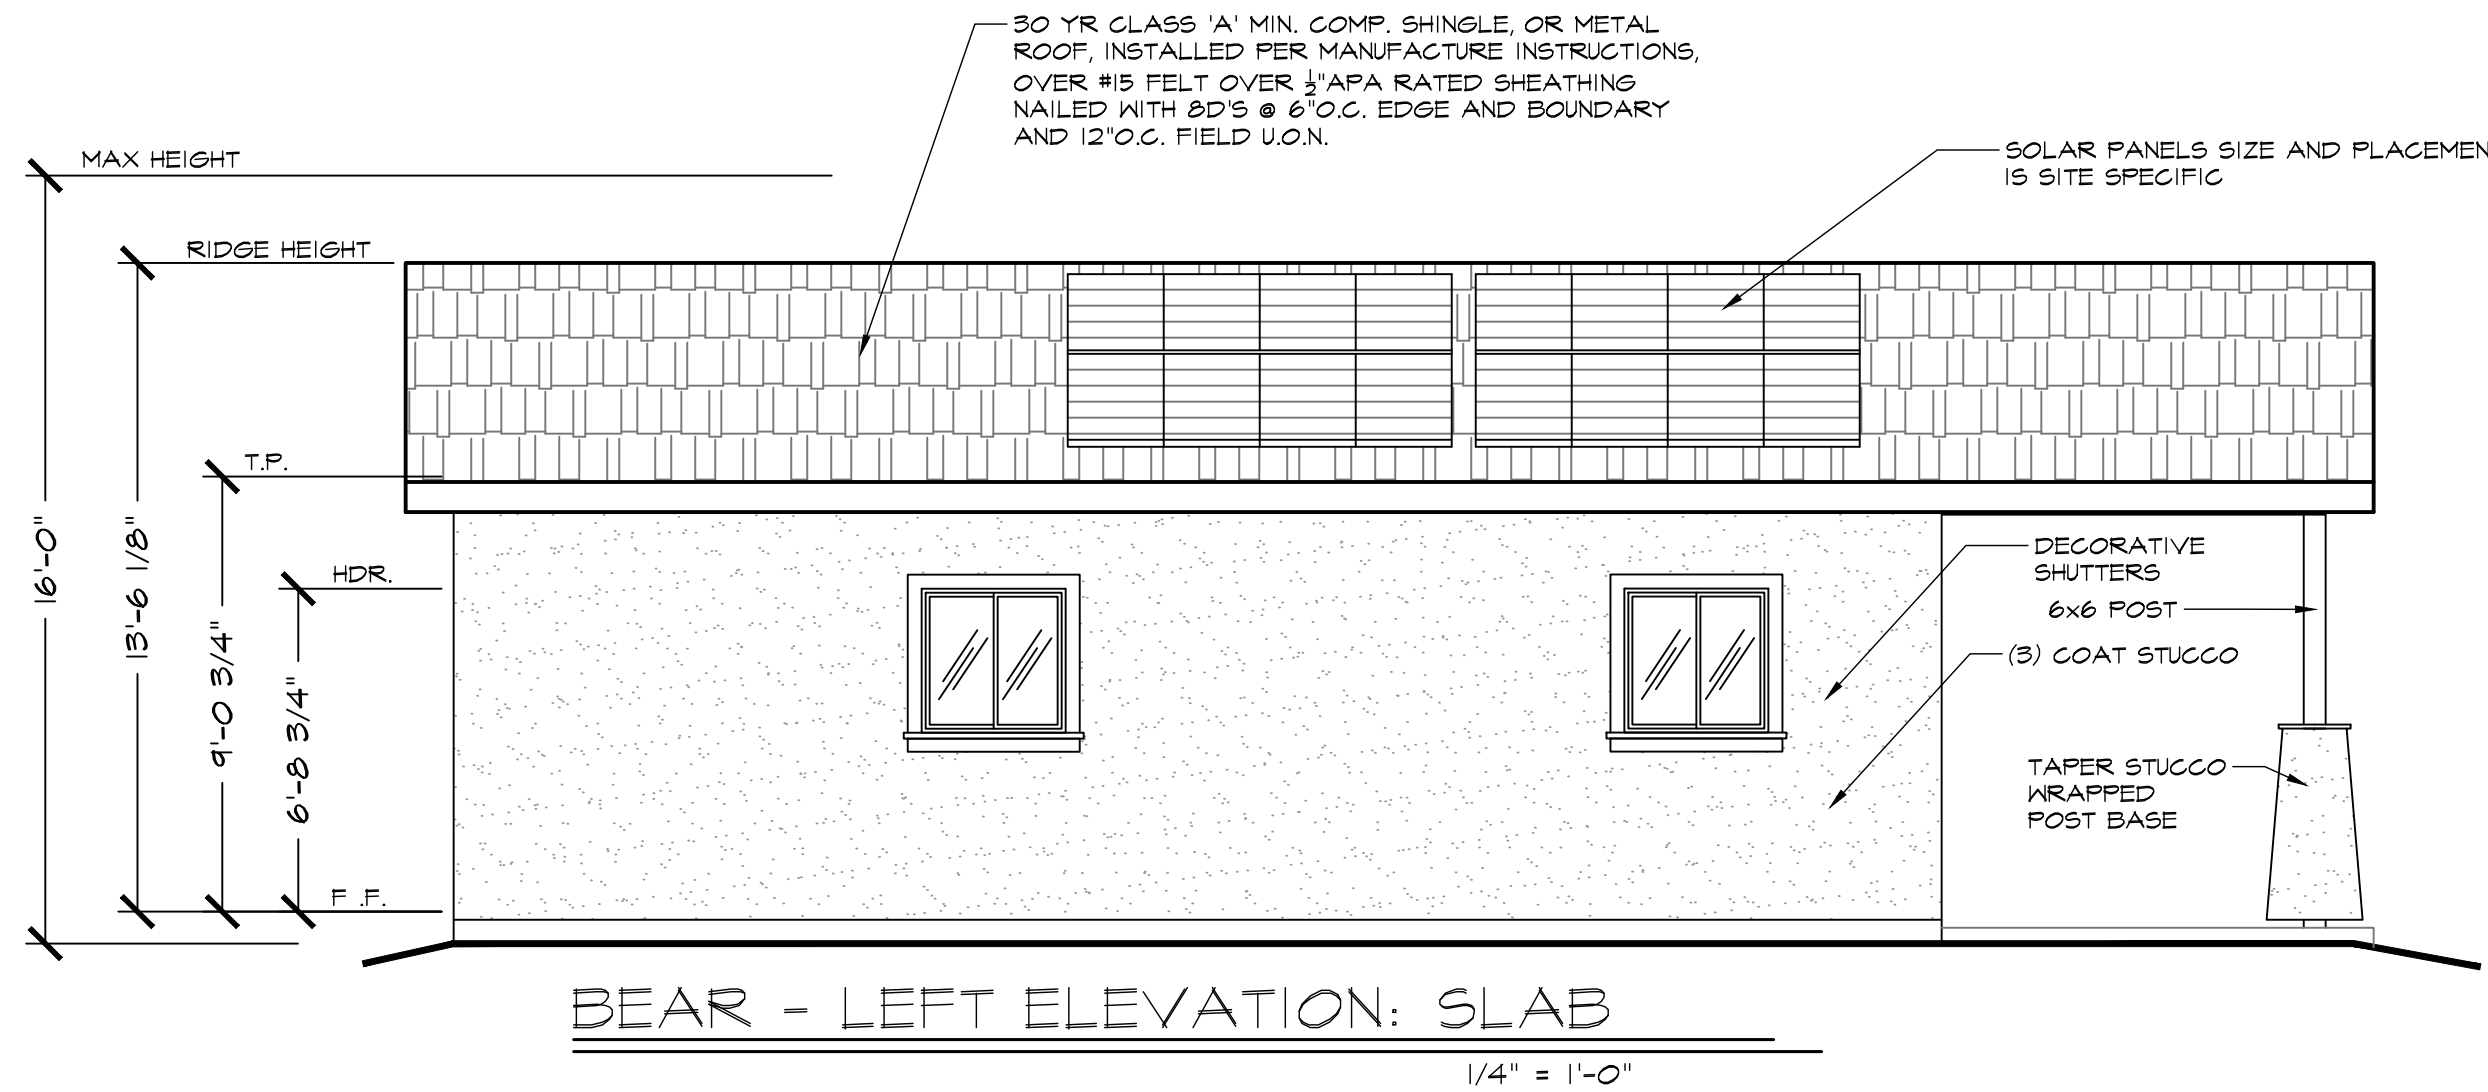 30 YR CLASS 'A' MIN. COMP. SHINGLE, OR METAL
ROOF, INSTALLED PER MANUFACTURE INSTRUCTIONS,
OVER #15 FELT OVER ½"APA RATED SHEATHING
NAILED WITH 8D'S @ 6"O.C. EDGE AND BOUNDARY
AND 12"O.C. FIELD U.O.N.
SOLAR PANELS SIZE AND PLACEMEN
IS SITE SPECIFIC
MAX HEIGHT
RIDGE HEIGHT
T.P.
HDR.
F .F.
16'-0"
13'-6 1/8"
9'-0 3/4"
6'-8 3/4"
DECORATIVE
SHUTTERS
6x6 POST
(3) COAT STUCCO
TAPER STUCCO
WRAPPED
POST BASE
BEAR - LEFT ELEVATION: SLAB
1/4" = 1'-0"